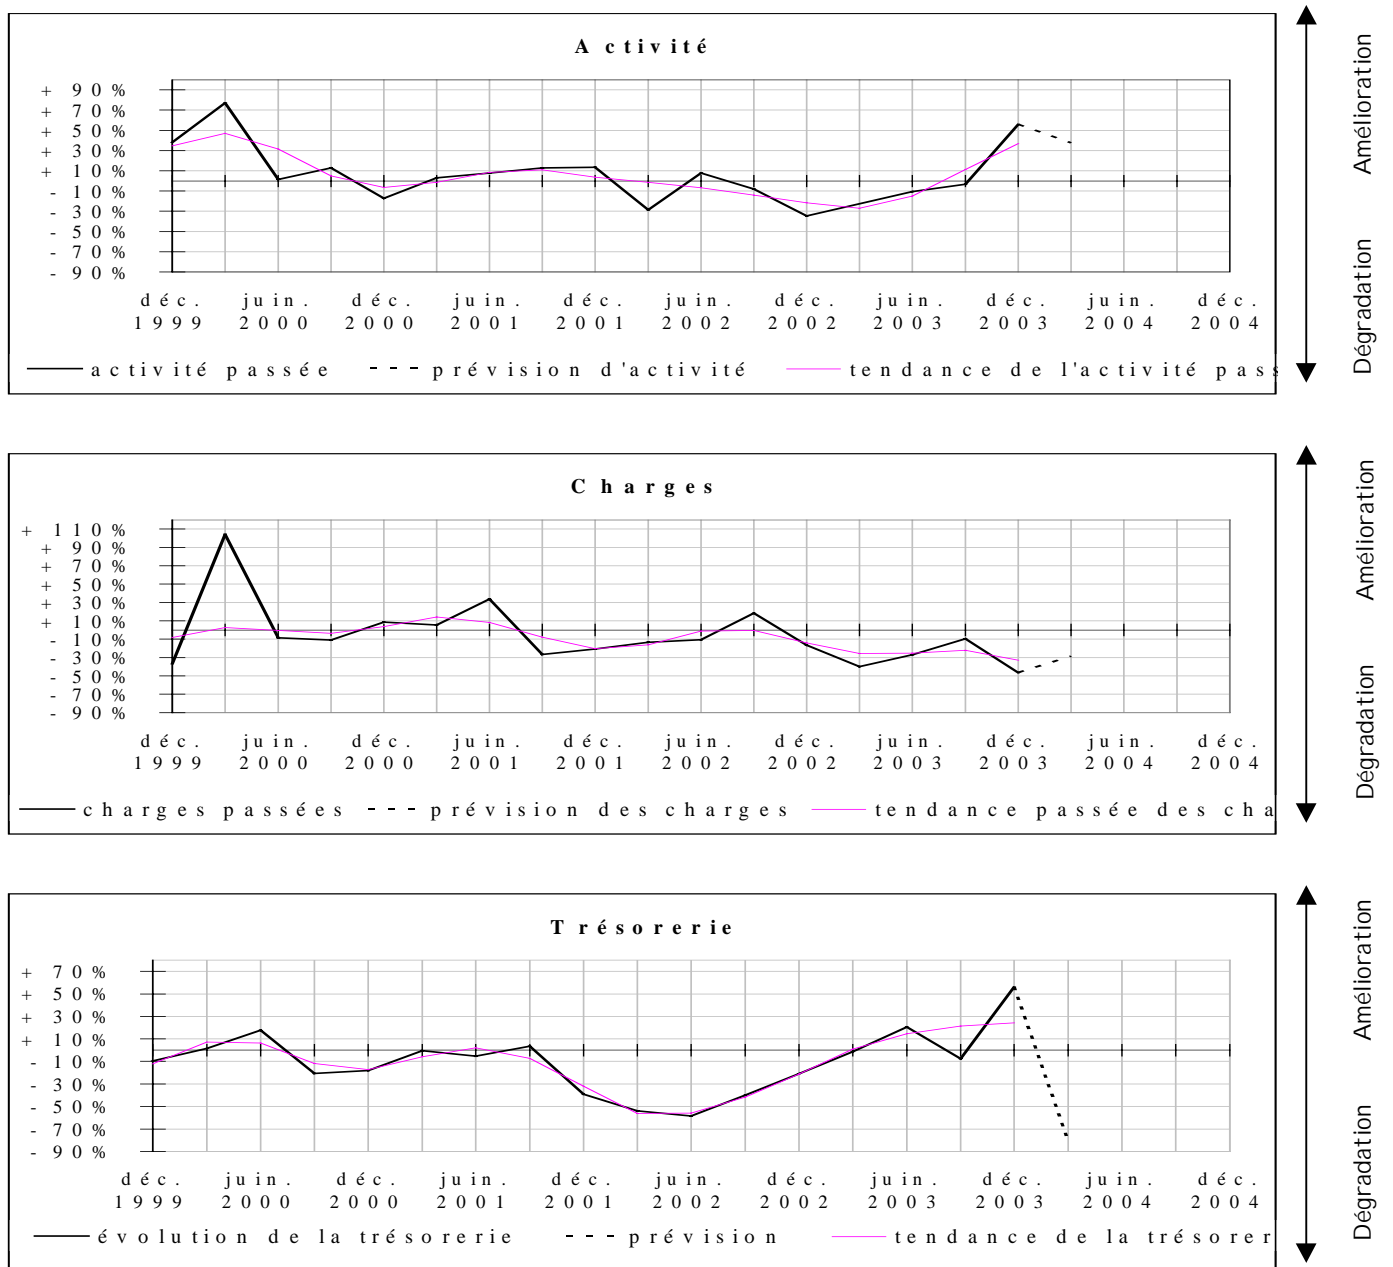 Activité
+ 90%
+ 70%
+ 50%
+ 30%
+ 10%
- 10%
- 30%
- 50%
- 70%
- 90%
déc. 1999 juin. 2000 déc. 2000 juin. 2001 déc. 2001 juin. 2002 déc. 2002 juin. 2003 déc. 2003 juin. 2004 déc. 2004
activité passée prévision d'activité tendance de l'activité pass
Amélioration
Dégradation
Charges
+ 110%
+ 90%
+ 70%
+ 50%
+ 30%
+ 10%
- 10%
- 30%
- 50%
- 70%
- 90%
déc. 1999 juin. 2000 déc. 2000 juin. 2001 déc. 2001 juin. 2002 déc. 2002 juin. 2003 déc. 2003 juin. 2004 déc. 2004
charges passées prévision des charges tendance passée des cha
Amélioration
Dégradation
Trésorerie
+ 70%
+ 50%
+ 30%
+ 10%
- 10%
- 30%
- 50%
- 70%
- 90%
déc. 1999 juin. 2000 déc. 2000 juin. 2001 déc. 2001 juin. 2002 déc. 2002 juin. 2003 déc. 2003 juin. 2004 déc. 2004
évolution de la trésorerie prévision tendance de la trésorer
Amélioration
Dégradation